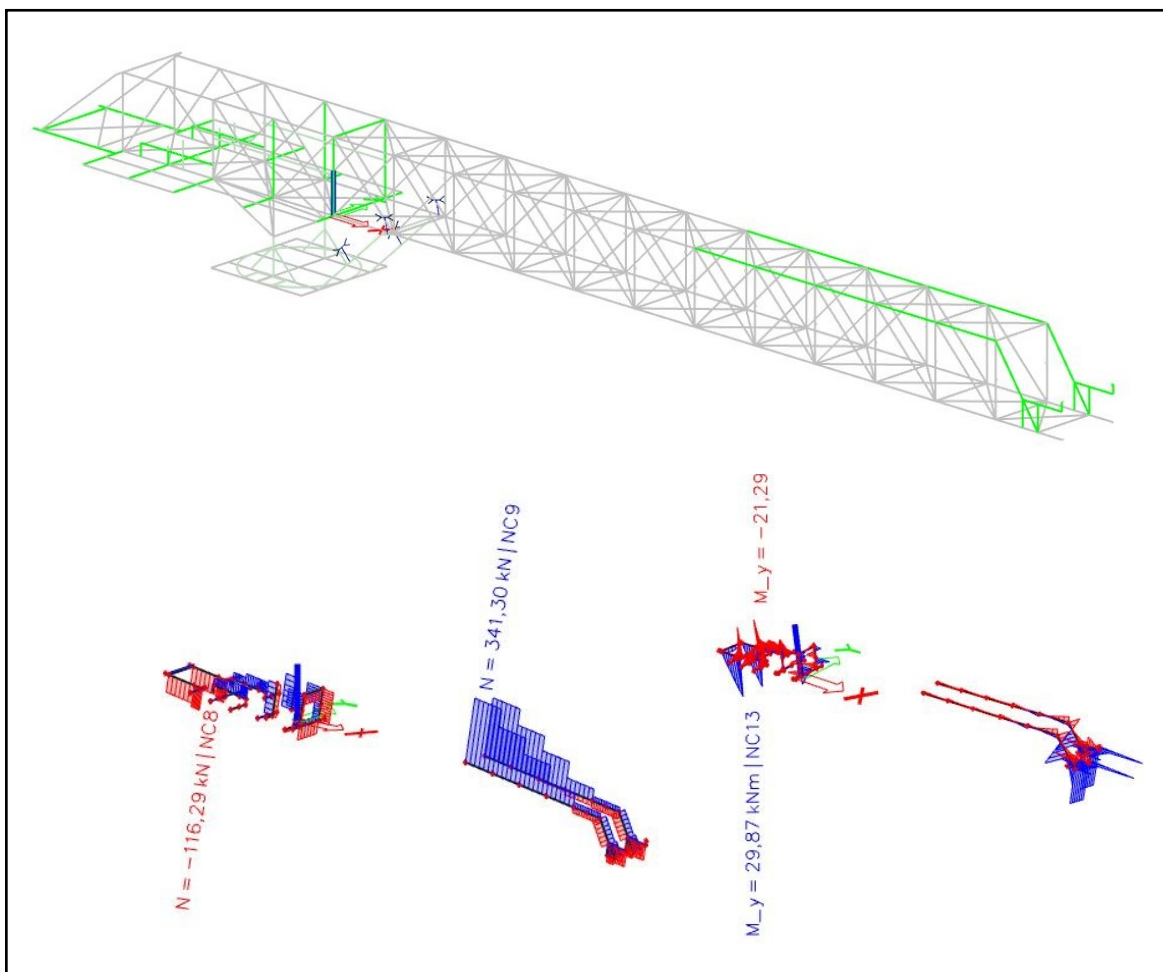 X
N = -116,29 kN | NC8
Y
X
N = 341,30 kN | NC9
M_y = -21,29
M_y = 29,87 kNm | NC13
Y
X